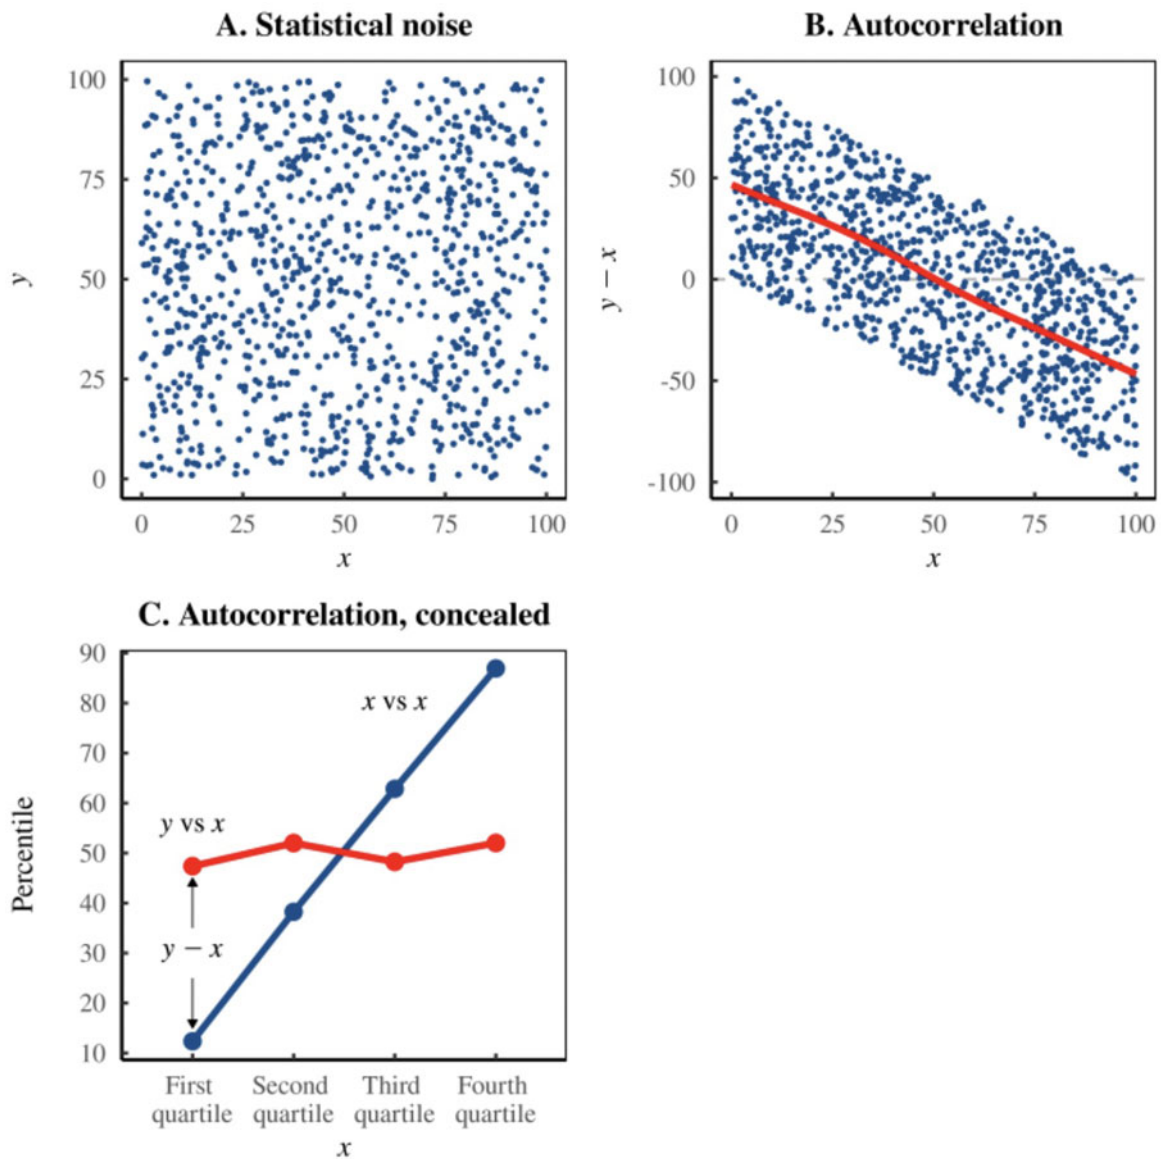 A. Statistical noise
100
75
50
25
0
y
0 25 50 75 100
x
B. Autocorrelation
100
50
0
-50
-100
y − x
0 25 50 75 100
x
C. Autocorrelation, concealed
90
80
70
60
50
40
30
20
10
Percentile
x vs x
y vs x
y − x
First quartile
Second quartile
Third quartile
Fourth quartile
x